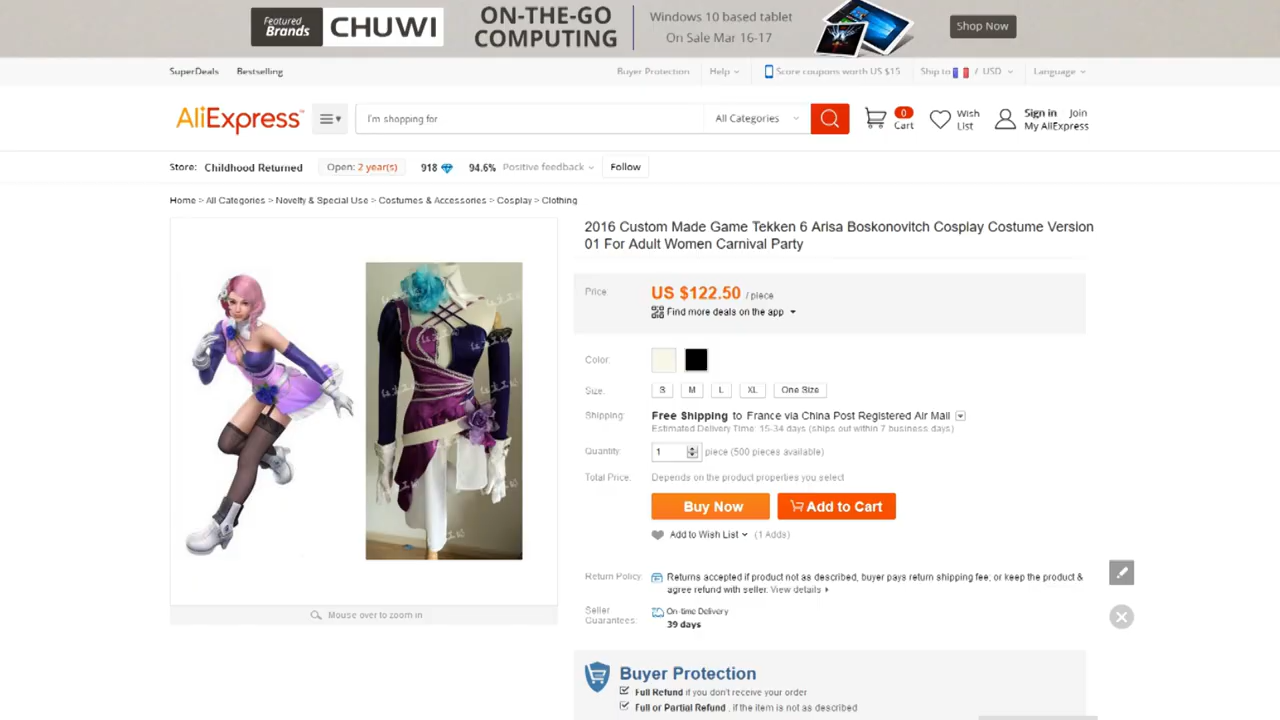 Featured
Brands
CHUWI
ON-THE-GO
COMPUTING
Windows 10 based tablet
On Sale Mar 16-17
Shop Now
SuperDeals Bestselling
Buyer Protection Help Score coupons worth US $15 Ship to / USD Language
AliExpress™
I'm shopping for
All Categories
0
Cart
Wish
List
Sign in Join
My AliExpress
Store: Childhood Returned Open: 2 year(s) 918 94.6% Positive feedback Follow
Home > All Categories > Novelty & Special Use > Costumes & Accessories > Cosplay > Clothing
2016 Custom Made Game Tekken 6 Arisa Boskonovitch Cosplay Costume Version
01 For Adult Women Carnival Party
Price: US $122.50 / piece
Find more deals on the app
Color:
Size: S M L XL One Size
Shipping: Free Shipping to France via China Post Registered Air Mail
Estimated Delivery Time: 15-34 days (ships out within 7 business days)
Quantity: 1 piece (500 pieces available)
Total Price: Depends on the product properties you select
Buy Now Add to Cart
Add to Wish List (1 Adds)
Return Policy: Returns accepted if product not as described, buyer pays return shipping fee; or keep the product &
agree refund with seller. View details
Seller
Guarantees:
On-time Delivery
39 days
Mouse over to zoom in
Buyer Protection
Full Refund if you don't receive your order
Full or Partial Refund , if the item is not as described